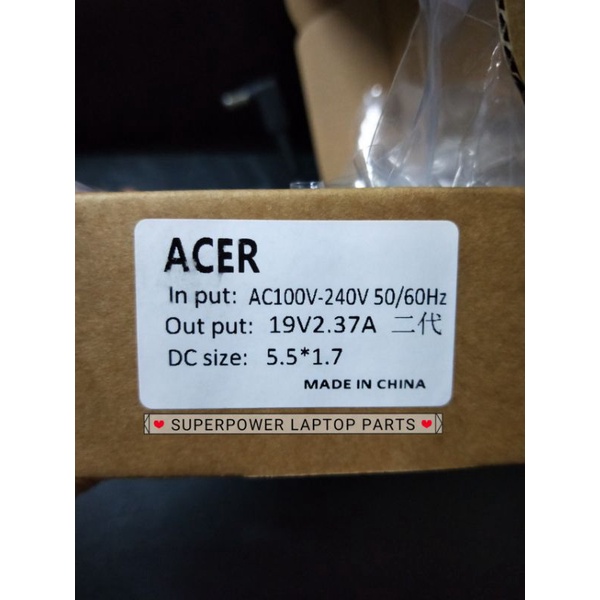 ACER
In put: AC100V-240V 50/60Hz
Out put: 19V2.37A 二代
DC size: 5.5*1.7
MADE IN CHINA
❤ SUPERPOWER LAPTOP PARTS ❤